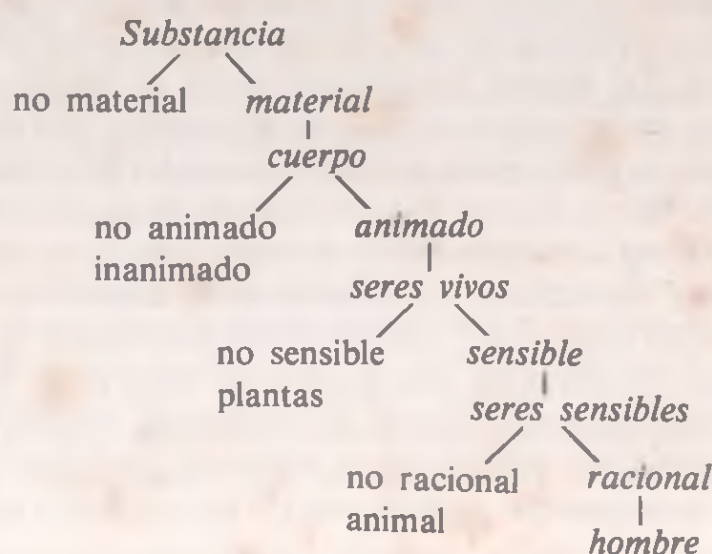 Substancia
no material material
cuerpo
no animado animado
inanimado
seres vivos
no sensible sensible
plantas
seres sensibles
no racional racional
animal
hombre